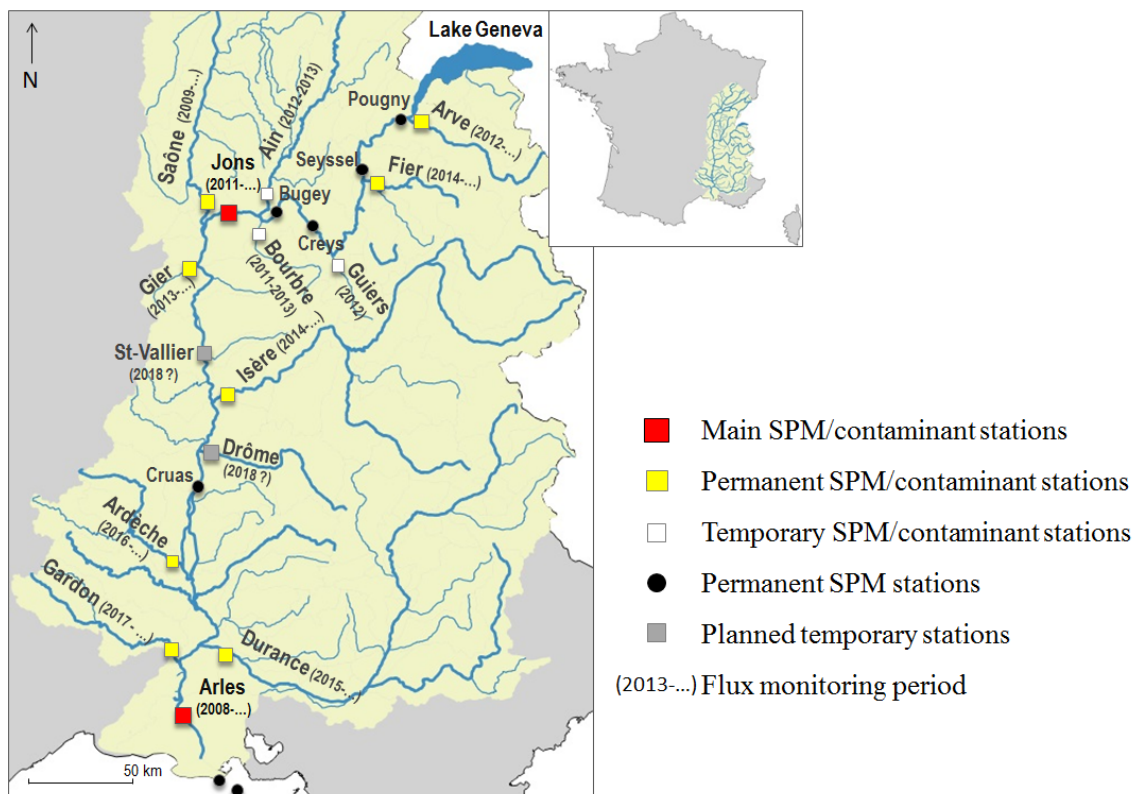 N
Lake Geneva
Pougny
Arve (2012-...)
Saône (2009-...)
Ain (2012-2013)
Jons
(2011-...)
Seyssel
Fier (2014-...)
Bugey
Creys
Bourbre
(2011-2013)
Guiers
(2012)
Gier
(2013-...)
St-Vallier
(2018 ?)
Isère (2014-...)
Drôme
(2018 ?)
Cruas
Ardèche
(2016-...)
Gardon (2017- ...)
Durance (2015-...)
Arles
(2008-...)
50 km
Main SPM/contaminant stations
Permanent SPM/contaminant stations
Temporary SPM/contaminant stations
Permanent SPM stations
Planned temporary stations
(2013-...) Flux monitoring period